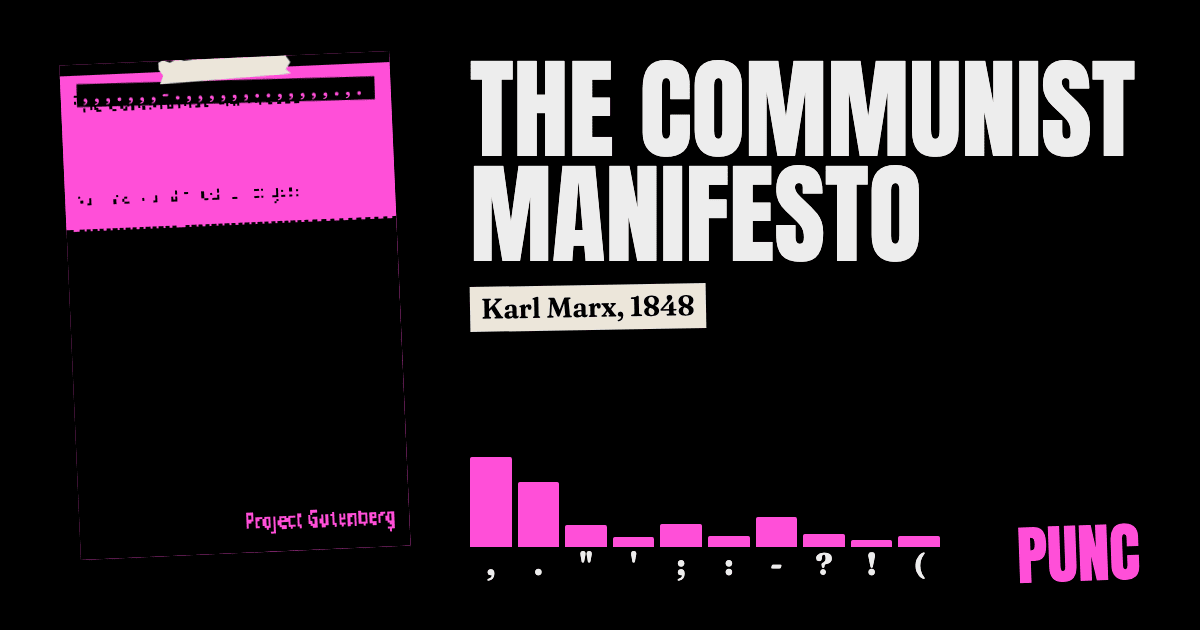 THE COMMUNIST
MANIFESTO
Karl Marx, 1848
Project Gutenberg
, . " ' ; : - ? ! (
PUNC